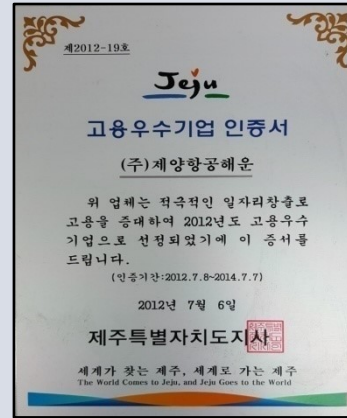 제2012-19호
Jeju
고용우수기업 인증서
(주)제양항공해운
위 업체는 적극적인 일자리창출로
고용을 증대하여 2012년도 고용우수
기업으로 선정되었기에 이 증서를
드립니다.
(인증기간:2012.7.8~2014.7.7)
2012년 7월 6일
제주특별자치도지사
세계가 찾는 제주, 세계로 가는 제주
The World Comes to Jeju, and Jeju Goes to the World